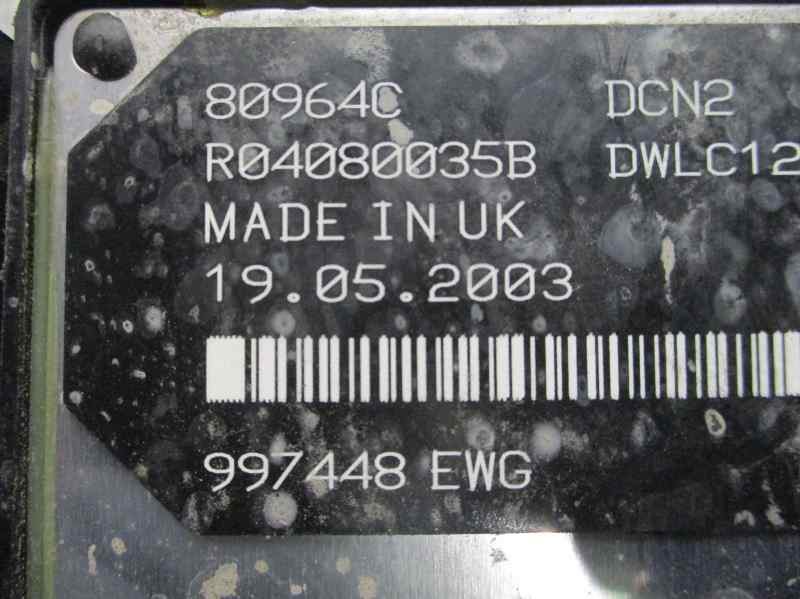 80964C DCN2
R04080035B DWLC12
MADE IN UK
19.05.2003
997448 EWG